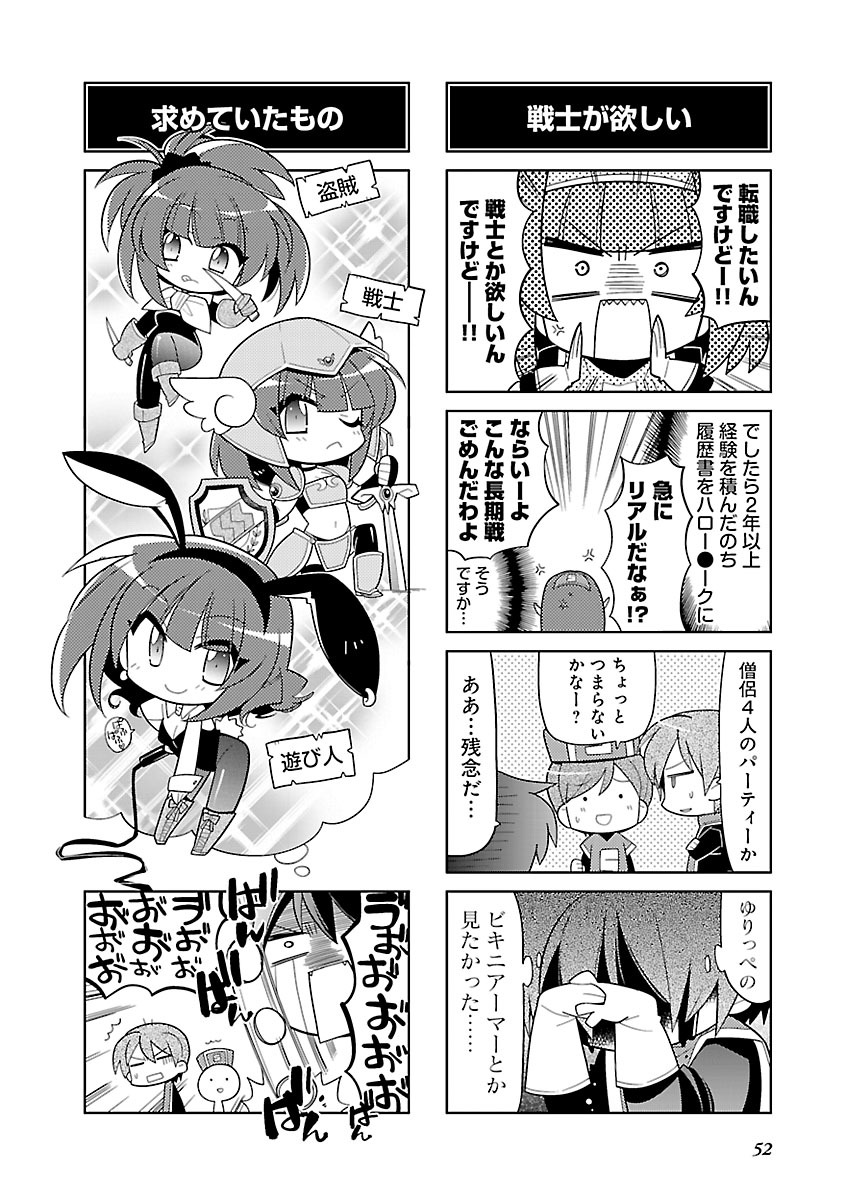 戦士が欲しい
転職したいん
ですけどー!!
戦士とか欲しいん
ですけど――!!
でしたら2年以上
経験を積んだのち
履歴書をハロー●ークに
急に
リアルだなぁ!?
ならいーよ
こんな長期戦
ごめんだわよ
そう
ですか…
僧侶4人のパーティーか
ちょっと
つまらない
かなー?
ああ…残念だ…
ゆりっぺの
ビキニアーマーとか
見たかった……
求めていたもの
盗賊
戦士
遊び人
うおおおおお
ばん
ばん
ばん
ばん
うおおお
おおおお
おおお
52